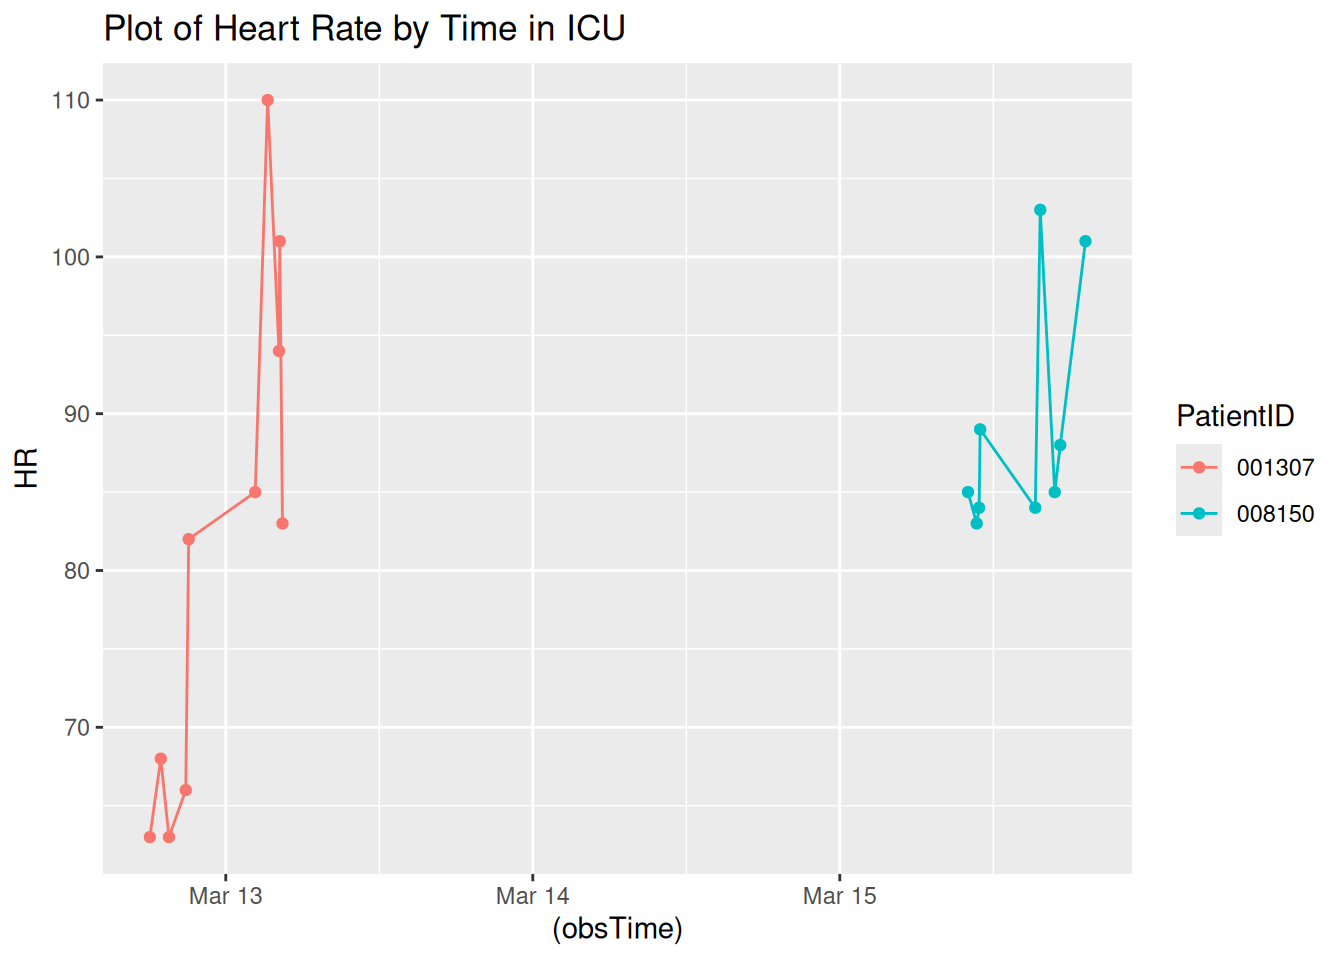 Plot of Heart Rate by Time in ICU
110
100
90
80
70
HR
Mar 13
Mar 14
Mar 15
(obsTime)
PatientID
001307
008150